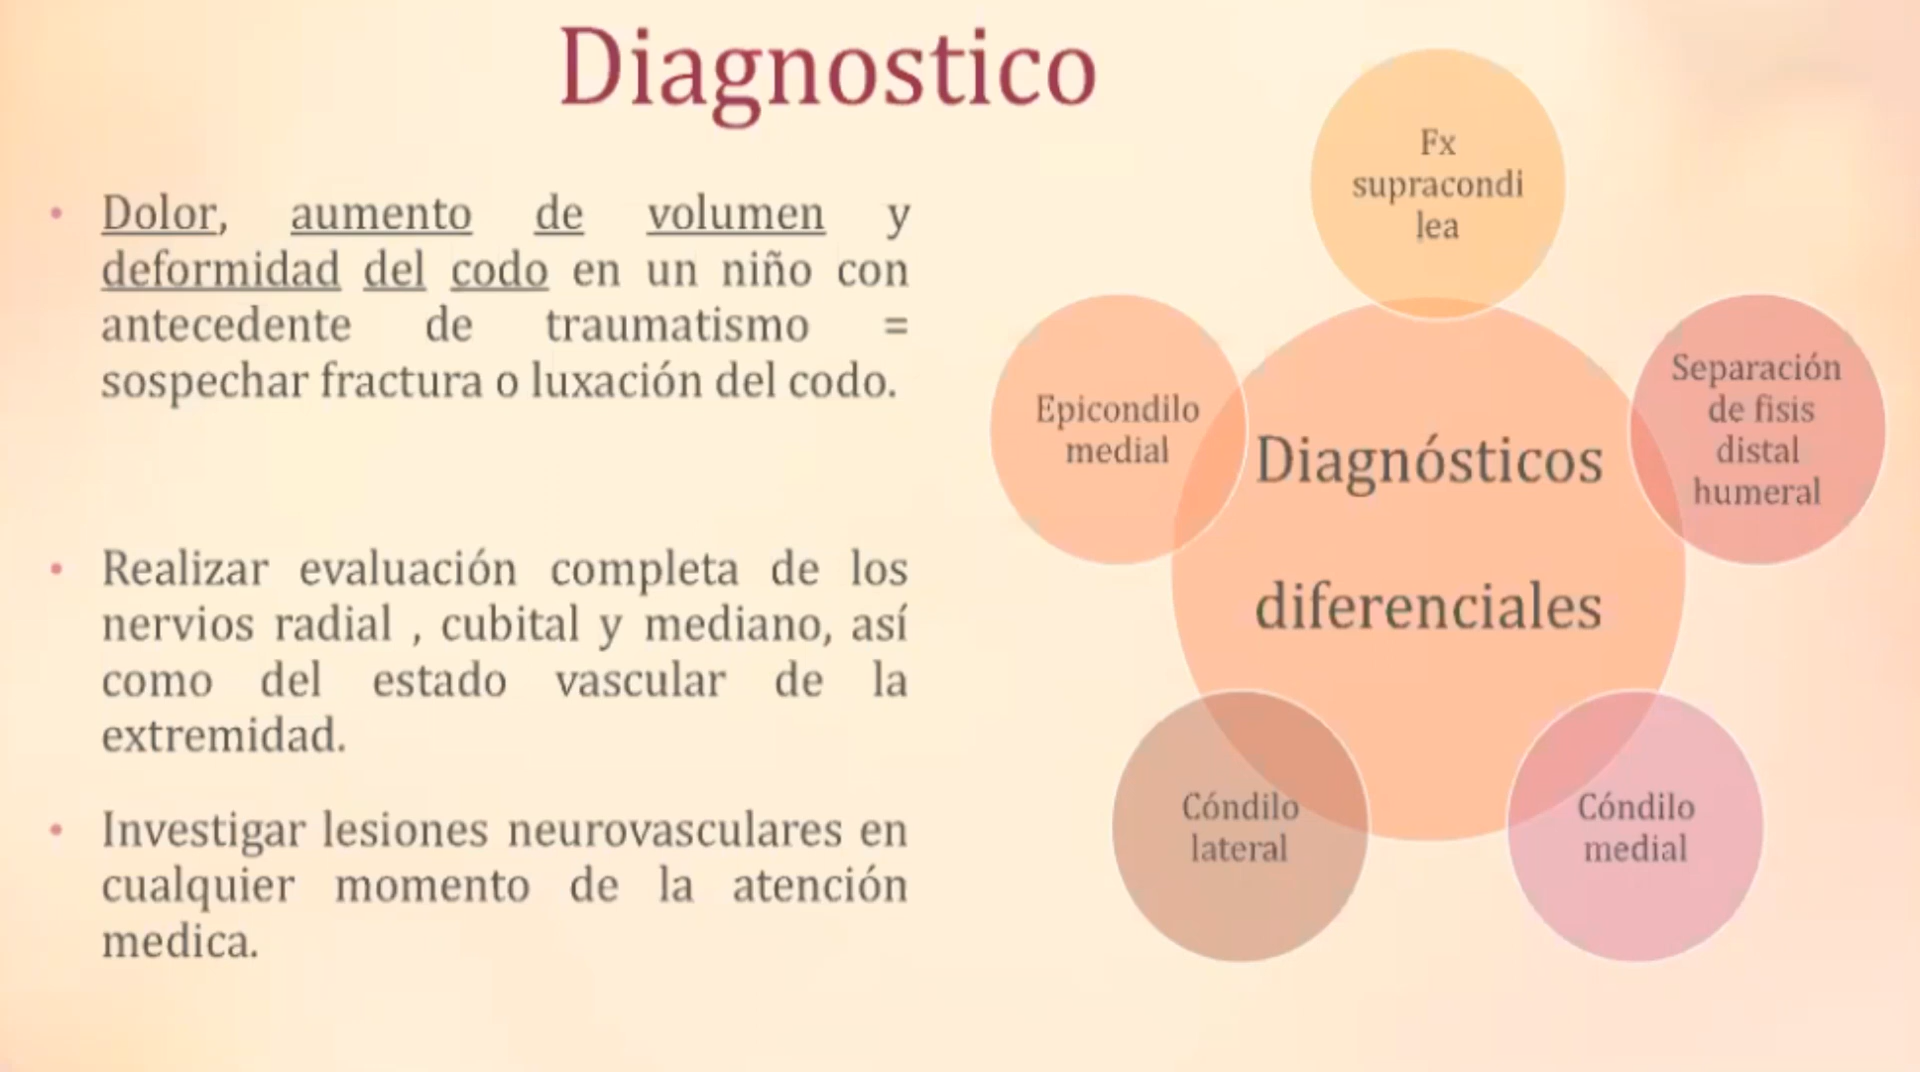 Diagnostico
• Dolor, aumento de volumen y
deformidad del codo en un niño con
antecedente de traumatismo =
sospechar fractura o luxación del codo.
• Realizar evaluación completa de los
nervios radial , cubital y mediano, así
como del estado vascular de la
extremidad.
• Investigar lesiones neurovasculares en
cualquier momento de la atención
medica.
Fx
supracondi
lea
Separación
de fisis
distal
humeral
Cóndilo
medial
Cóndilo
lateral
Epicondilo
medial
Diagnósticos
diferenciales